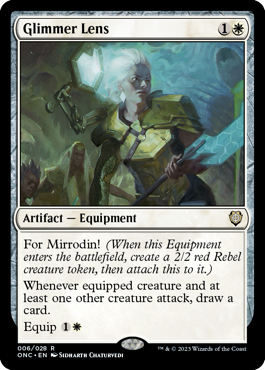 Glimmer Lens 1
Artifact — Equipment
For Mirrodin! (When this Equipment
enters the battlefield, create a 2/2 red Rebel
creature token, then attach this to it.)
Whenever equipped creature and at
least one other creature attack, draw a
card.
Equip 1
006/028 R
ONC • EN SIDHARTH CHATURVEDI
™ & © 2023 Wizards of the Coast